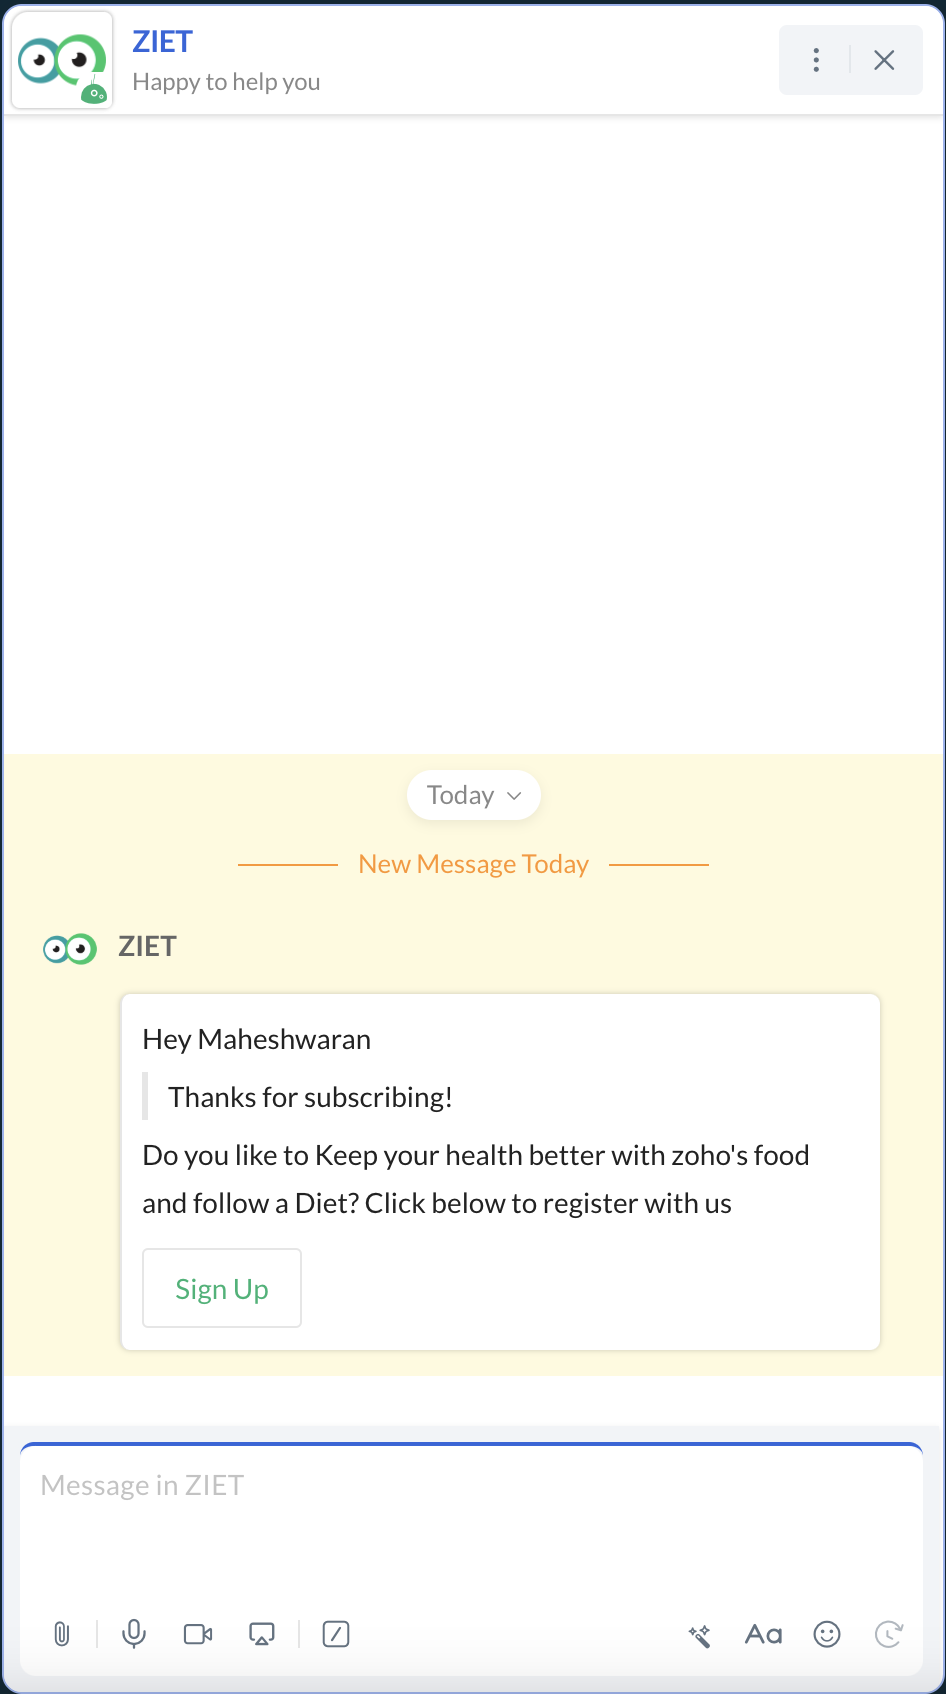 ZIET
Happy to help you
Today
New Message Today
ZIET
Hey Maheshwaran
Thanks for subscribing!
Do you like to Keep your health better with zoho's food
and follow a Diet? Click below to register with us
Sign Up
Message in ZIET
Aa